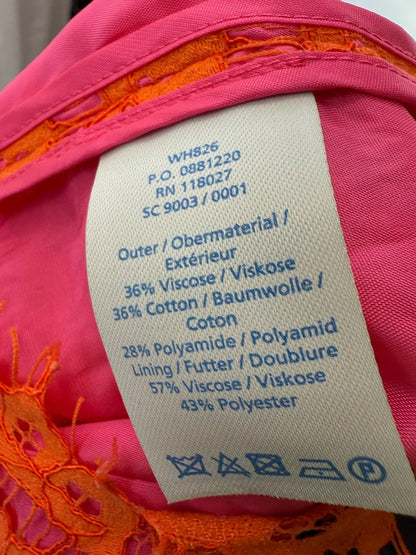 WH826
P.O. 0881220
RN 118027
SC 9003 / 0001
Outer / Obermaterial /
Extérieur
36% Viscose / Viskose
36% Cotton / Baumwolle /
Coton
28% Polyamide / Polyamid
Lining / Futter / Doublure
57% Viscose / Viskose
43% Polyester
P